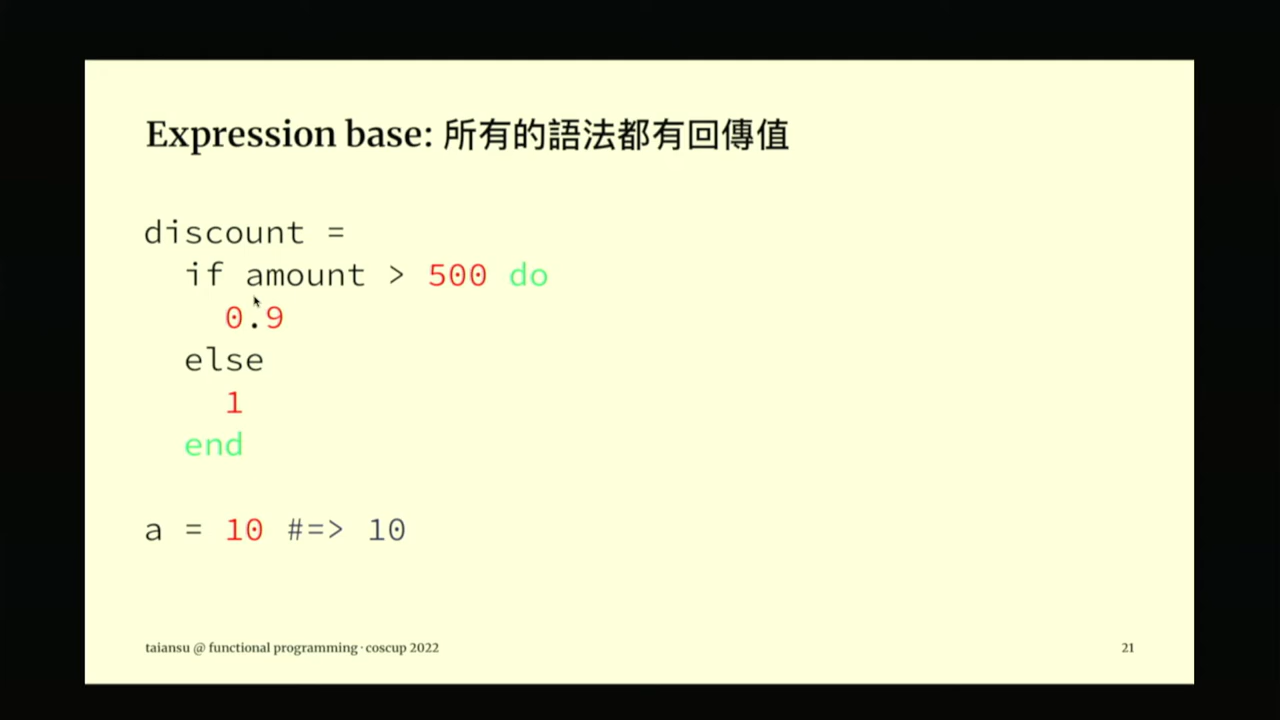 Expression base: 所有的語法都有回傳值
discount =
if amount > 500 do
0.9
else
1
end
a = 10 #=> 10
taiansu @ functional programming · coscup 2022
21